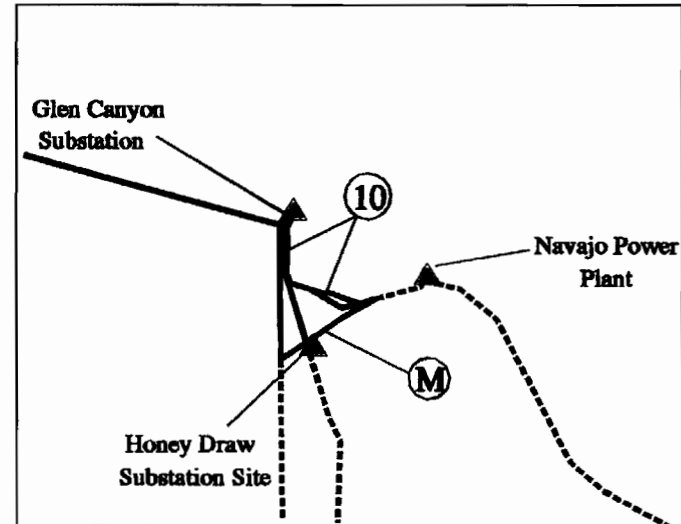 Glen Canyon
Substation
10
Navajo Power
Plant
M
Honey Draw
Substation Site